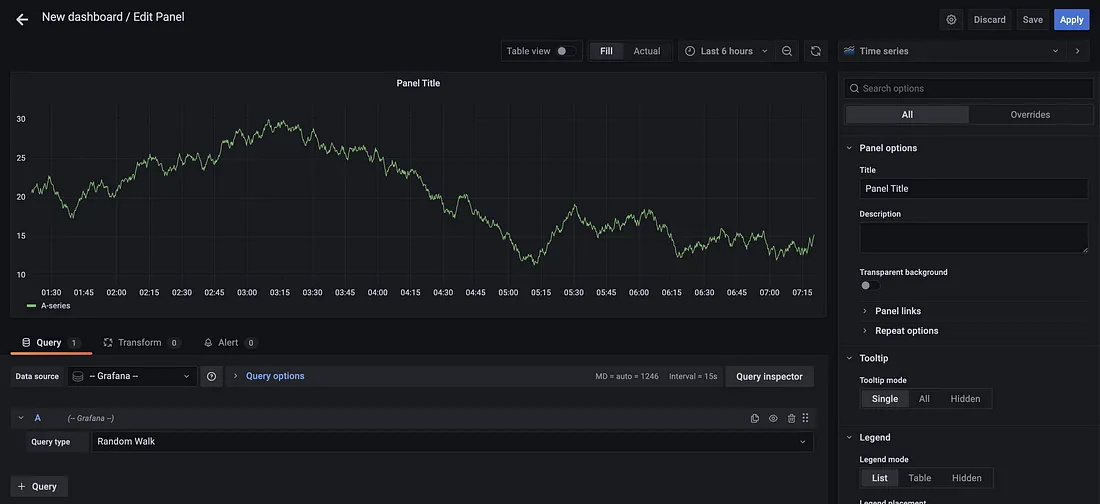 New dashboard / Edit Panel
Discard Save Apply
Table view Fill Actual Last 6 hours Time series
Panel Title
30
25
20
15
10
01:30 01:45 02:00 02:15 02:30 02:45 03:00 03:15 03:30 03:45 04:00 04:15 04:30 04:45 05:00 05:15 05:30 05:45 06:00 06:15 06:30 06:45 07:00 07:15
A-series
Search options
All Overrides
Panel options
Title
Panel Title
Description
Transparent background
Panel links
Repeat options
Tooltip
Tooltip mode
Single All Hidden
Legend
Legend mode
List Table Hidden
Legend placement
Query 1 Transform 0 Alert 0
Data source -- Grafana -- Query options MD = auto = 1246 Interval = 15s Query inspector
A (-- Grafana --)
Query type Random Walk
+ Query